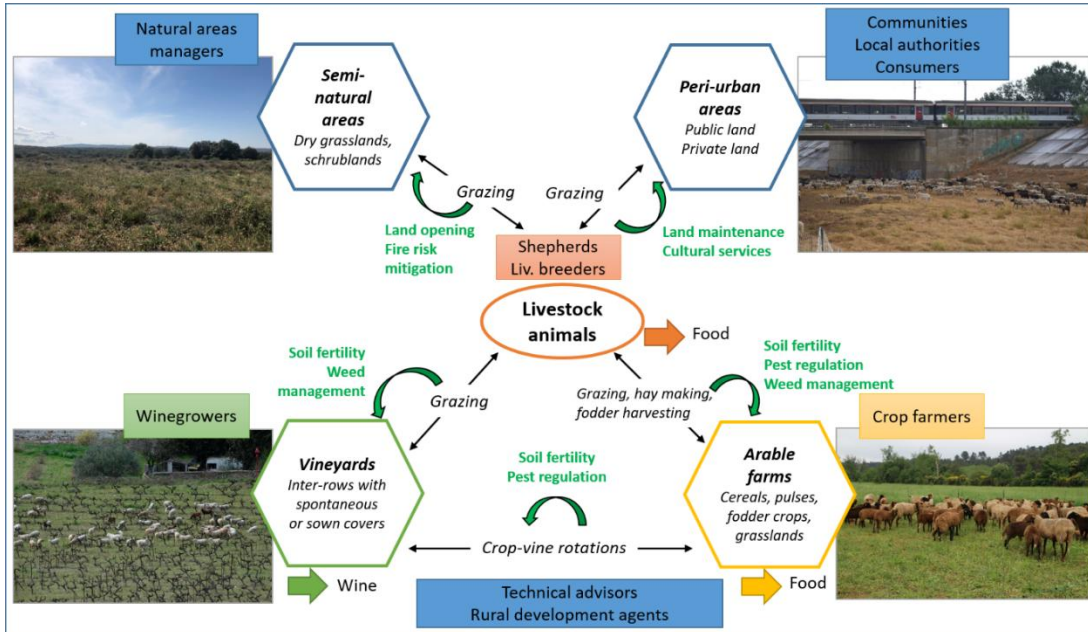 Natural areas
managers
Communities
Local authorities
Consumers
Semi-
natural
areas
Dry grasslands,
schrublands
Peri-urban
areas
Public land
Private land
Grazing
Grazing
Land opening
Fire risk
mitigation
Land maintenance
Cultural services
Shepherds
Liv. breeders
Livestock
animals
Food
Soil fertility
Weed
management
Grazing
Grazing, hay making,
fodder harvesting
Soil fertility
Pest regulation
Weed management
Winegrowers
Crop farmers
Vineyards
Inter-rows with
spontaneous
or sown covers
Soil fertility
Pest regulation
Arable
farms
Cereals, pulses,
fodder crops,
grasslands
Crop-vine rotations
Wine
Food
Technical advisors
Rural development agents